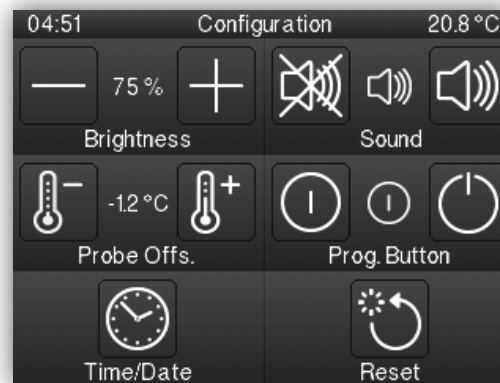 04:51 Configuration 20.8 °C
75 %
Brightness Sound
-1.2 °C
Probe Offs. Prog. Button
Time/Date Reset